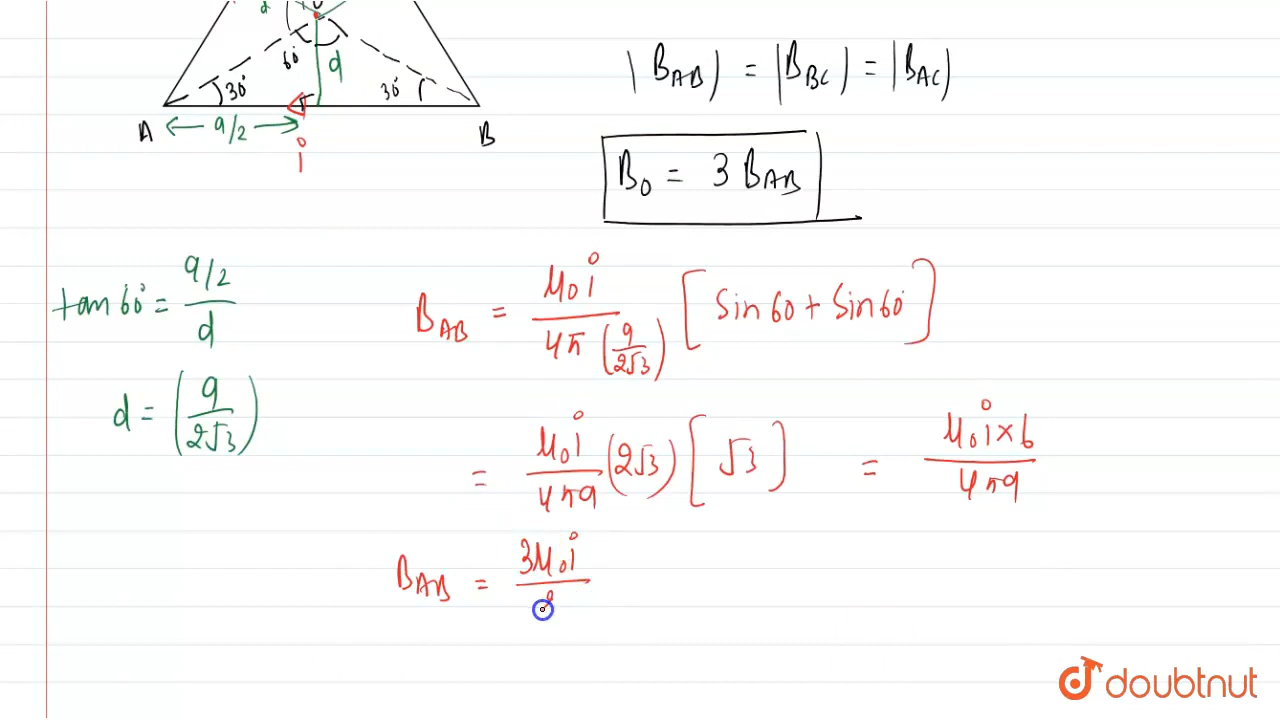 d
60°
d
30°
30°
A
a/2
B
i
|B_AB| = |B_BC| = |B_AC|
B_0 = 3 B_AB
tan 60° = (a/2)/d
d = (a/2√3)
B_AB = μ_0 i / 4π (a/2√3) [sin 60 + sin 60°]
= μ_0 i / 4πa (2√3) [√3] = μ_0 i × 6 / 4πa
B_AB = 3μ_0 i
doubtnut